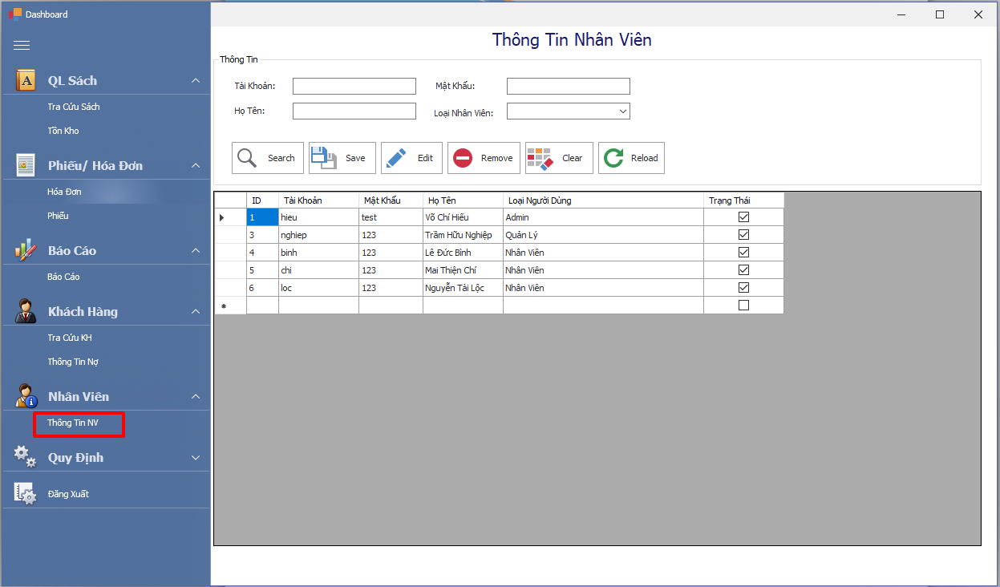 Dashboard
QL Sách
Tra Cứu Sách
Tồn Kho
Phiếu/ Hóa Đơn
Hóa Đơn
Phiếu
Báo Cáo
Báo Cáo
Khách Hàng
Tra Cứu KH
Thông Tin Nợ
Nhân Viên
Thông Tin NV
Quy Định
Đăng Xuất
Thông Tin Nhân Viên
Thông Tin
Tài Khoản: Mật Khẩu:
Họ Tên: Loại Nhân Viên:
Search Save Edit Remove Clear Reload
ID Tài Khoản Mật Khẩu Họ Tên Loại Người Dùng Trạng Thái
1 hieu test Võ Chí Hiếu Admin
3 nghiep 123 Trầm Hữu Nghiệp Quản Lý
4 binh 123 Lê Đức Bình Nhân Viên
5 chi 123 Mai Thiện Chí Nhân Viên
6 loc 123 Nguyễn Tài Lộc Nhân Viên